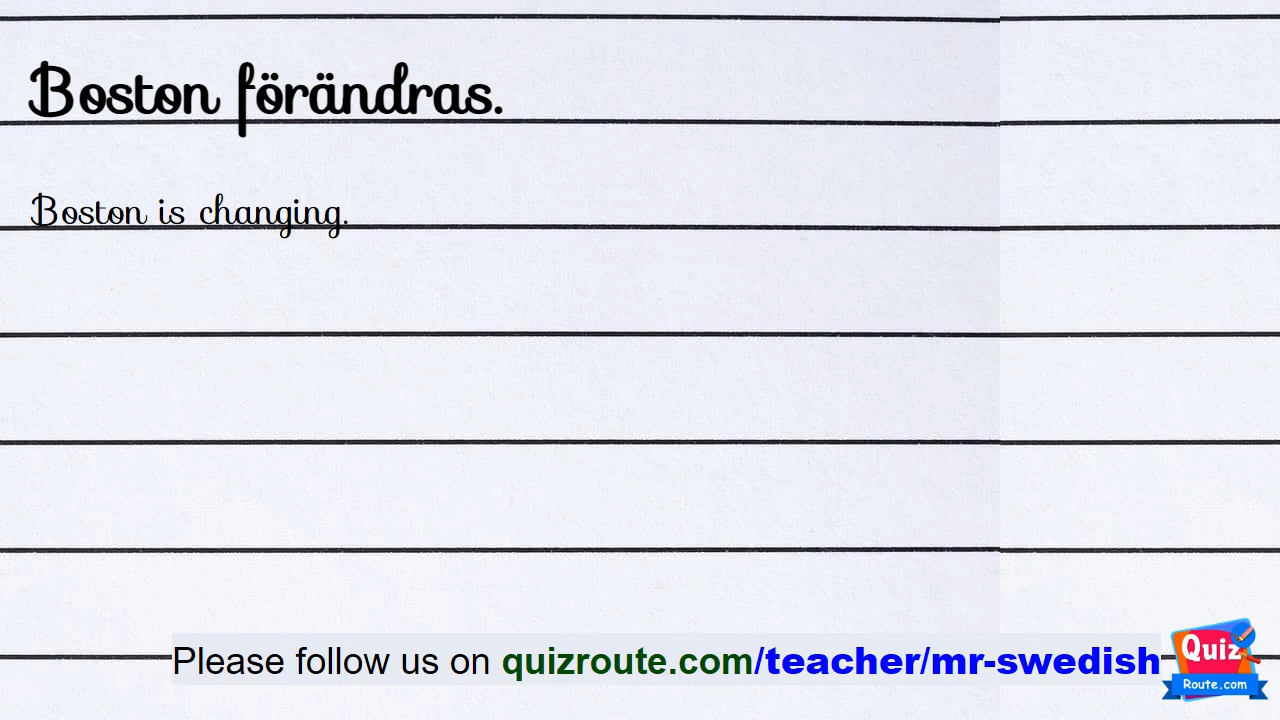 Boston förändras.
Boston is changing.
Please follow us on quizroute.com/teacher/mr-swedish
Quiz
Route.com